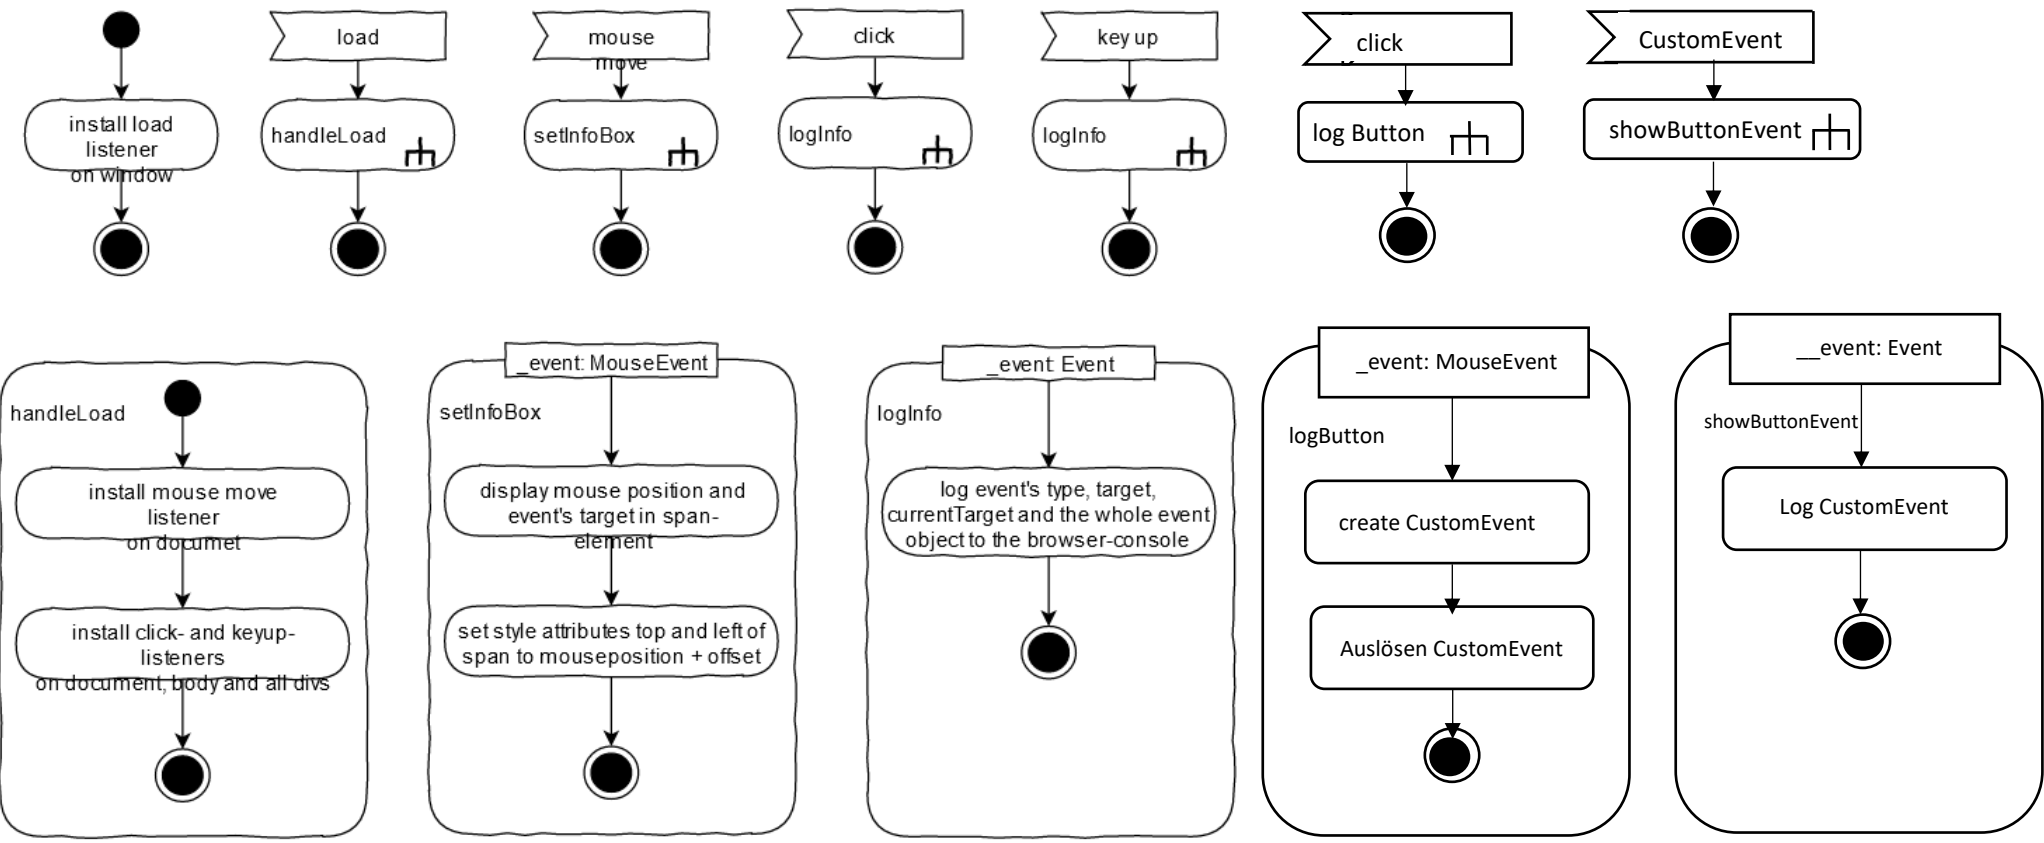 load
mouse
move
click
key up
click
CustomEvent
install load
listener
on window
handleLoad
setInfoBox
logInfo
logInfo
log Button
showButtonEvent
handleLoad
install mouse move
listener
on documet
install click- and keyup-
listeners
on document, body and all divs
_event: MouseEvent
setInfoBox
display mouse position and
event's target in span-
element
set style attributes top and left of
span to mouseposition + offset
_event: Event
logInfo
log event's type, target,
currentTarget and the whole event
object to the browser-console
_event: MouseEvent
logButton
create CustomEvent
Auslösen CustomEvent
__event: Event
showButtonEvent
Log CustomEvent